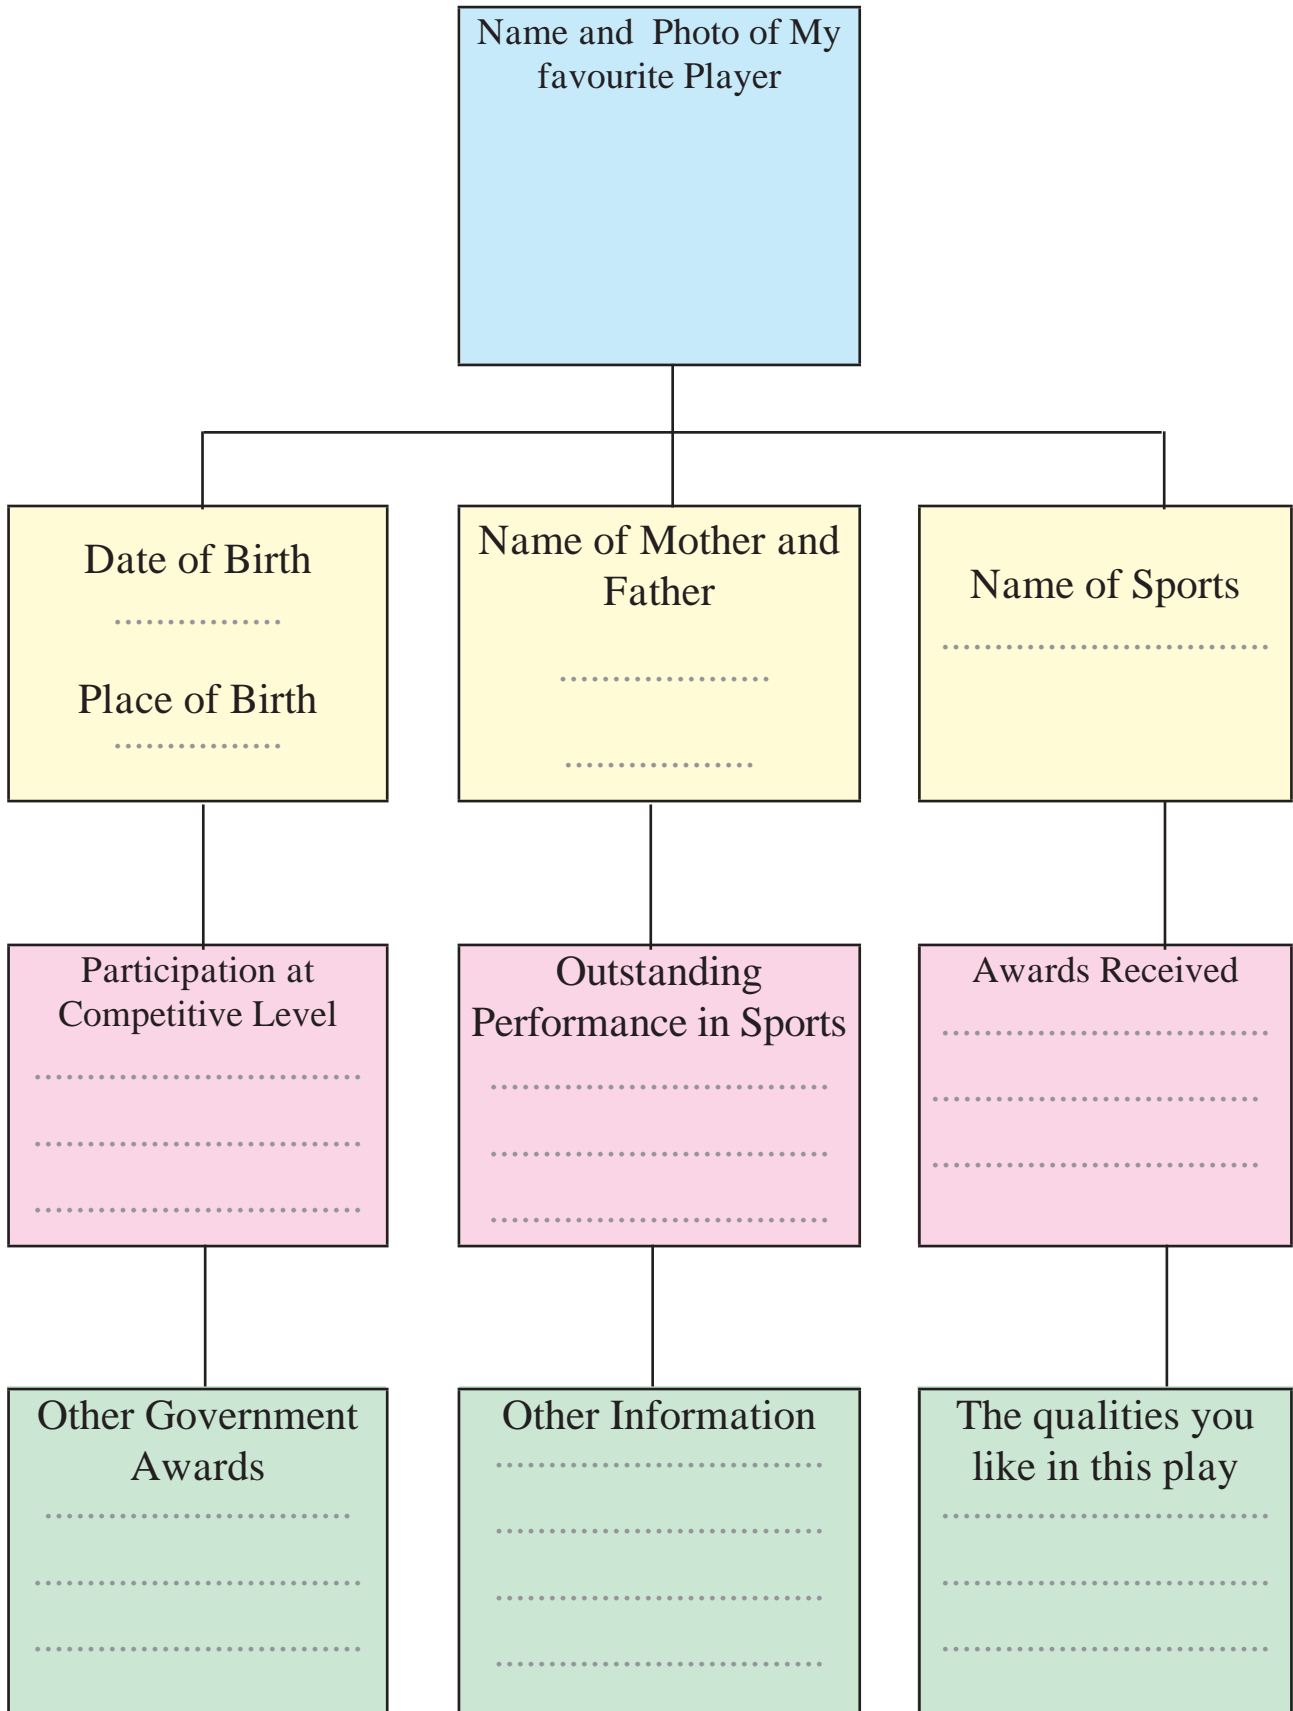 Name and Photo of My
favourite Player
Date of Birth
................
Place of Birth
................
Name of Mother and
Father
....................
..................
Name of Sports
...............................
Participation at
Competitive Level
...............................
...............................
...............................
Outstanding
Performance in Sports
................................
................................
................................
Awards Received
...............................
...............................
...............................
Other Government
Awards
.............................
...............................
...............................
Other Information
...............................
...............................
...............................
...............................
The qualities you
like in this play
...............................
...............................
...............................